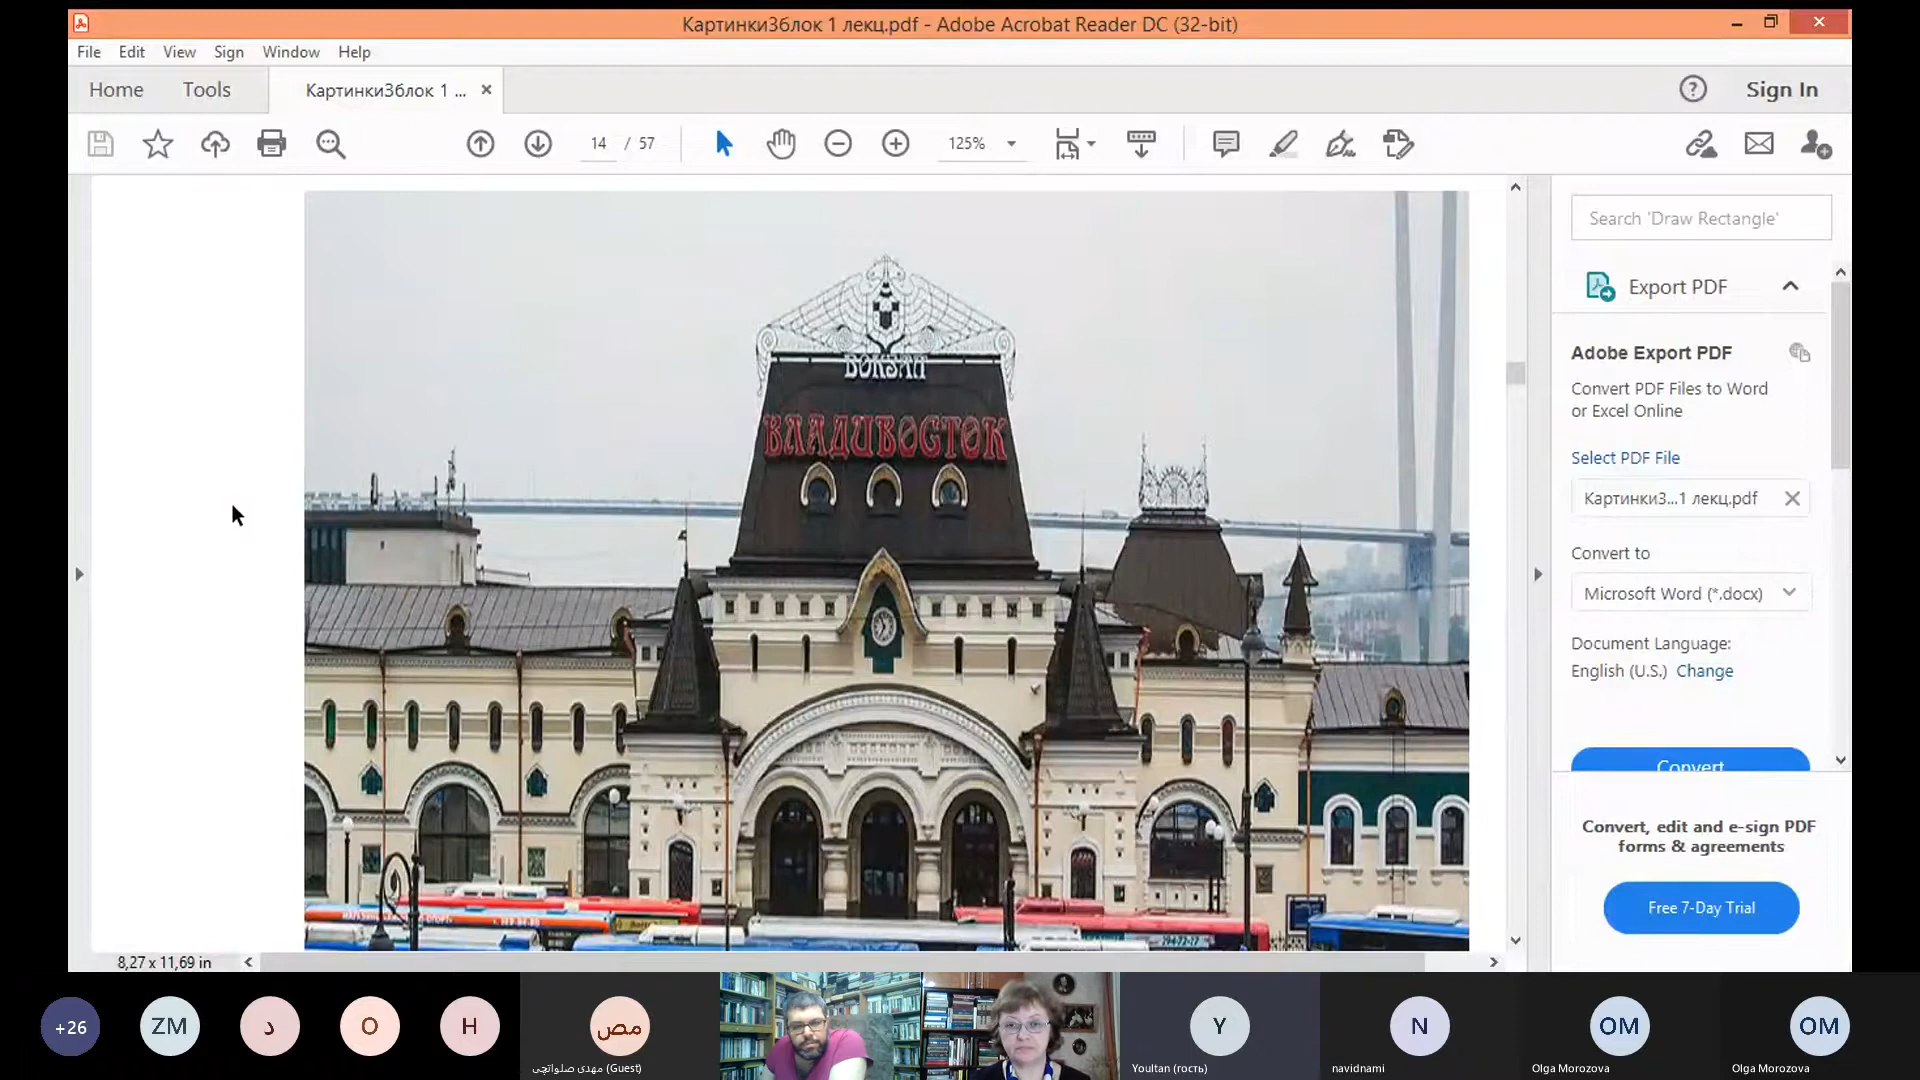 Картинки3блок 1 лекц.pdf - Adobe Acrobat Reader DC (32-bit)
File Edit View Sign Window Help
Home Tools Картинки3блок 1 ... Sign In
14 / 57 125%
Search 'Draw Rectangle'
Export PDF
Adobe Export PDF
Convert PDF Files to Word
or Excel Online
Select PDF File
Картинки3...1 лекц.pdf
Convert to
Microsoft Word (*.docx)
Document Language:
English (U.S.) Change
Convert
Convert, edit and e-sign PDF
forms & agreements
Free 7-Day Trial
ВОКЗАЛ
ВЛАДИВОСТОК
8,27 x 11,69 in
+26 ZM د O H مص Y N OM OM
مهدی صلواتچی (Guest) Youltan (гость) navidnami Olga Morozova Olga Morozova